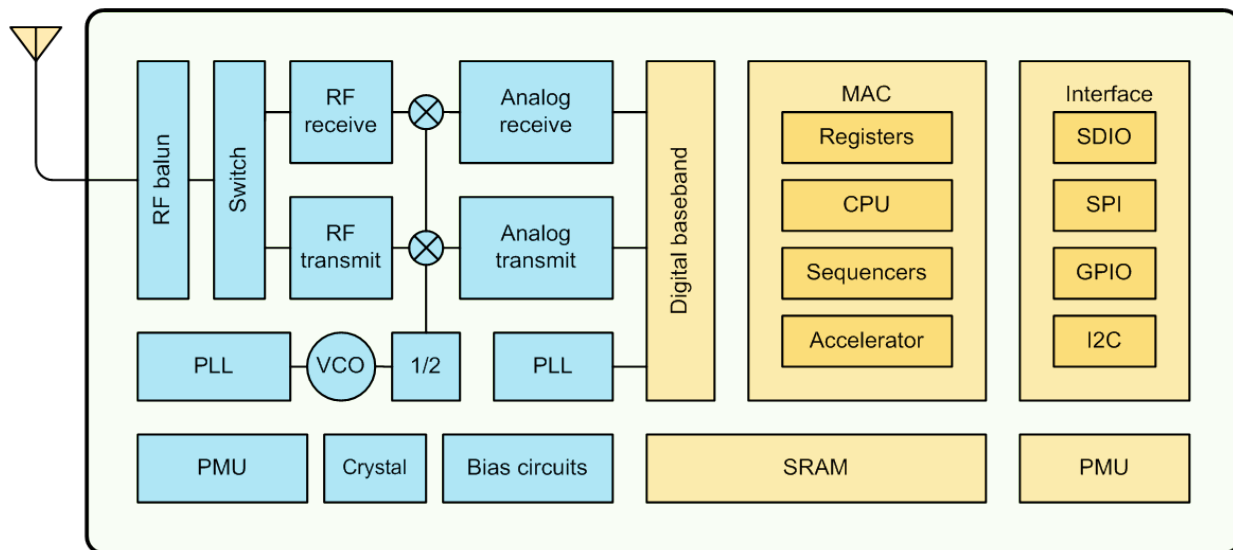 RF balun
Switch
RF
receive
RF
transmit
Analog
receive
Analog
transmit
PLL
VCO
1/2
PLL
Digital baseband
MAC
Registers
CPU
Sequencers
Accelerator
Interface
SDIO
SPI
GPIO
I2C
PMU
Crystal
Bias circuits
SRAM
PMU